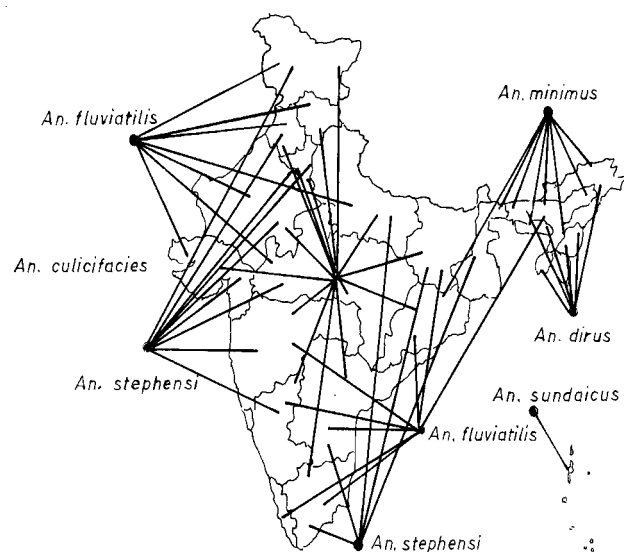 An. minimus
An. fluviatilis
An. culicifacies
An. dirus
An. stephensi
An. sundaicus
An. fluviatilis
An. stephensi